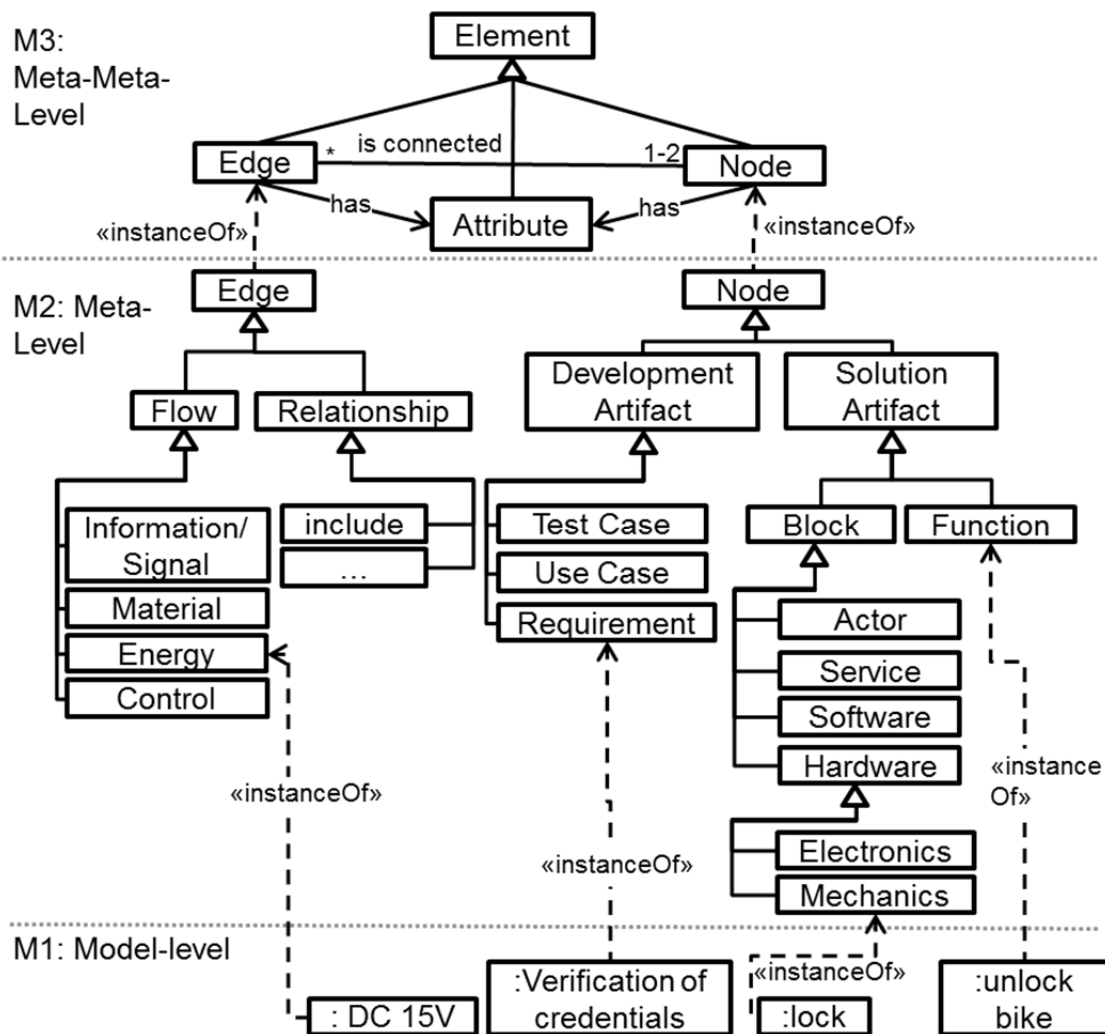 M3:
Meta-Meta-
Level
Element
* is connected 1-2
Edge
Node
has
has
Attribute
«instanceOf»
«instanceOf»
M2: Meta-
Level
Edge
Node
Flow
Relationship
Development
Artifact
Solution
Artifact
Information/
Signal
Material
Energy
Control
include
...
Test Case
Use Case
Requirement
Block
Function
Actor
Service
Software
Hardware
Electronics
Mechanics
«instanceOf»
«instanceOf»
«instance
Of»
«instanceOf»
M1: Model-level
: DC 15V
:Verification of
credentials
:lock
:unlock
bike